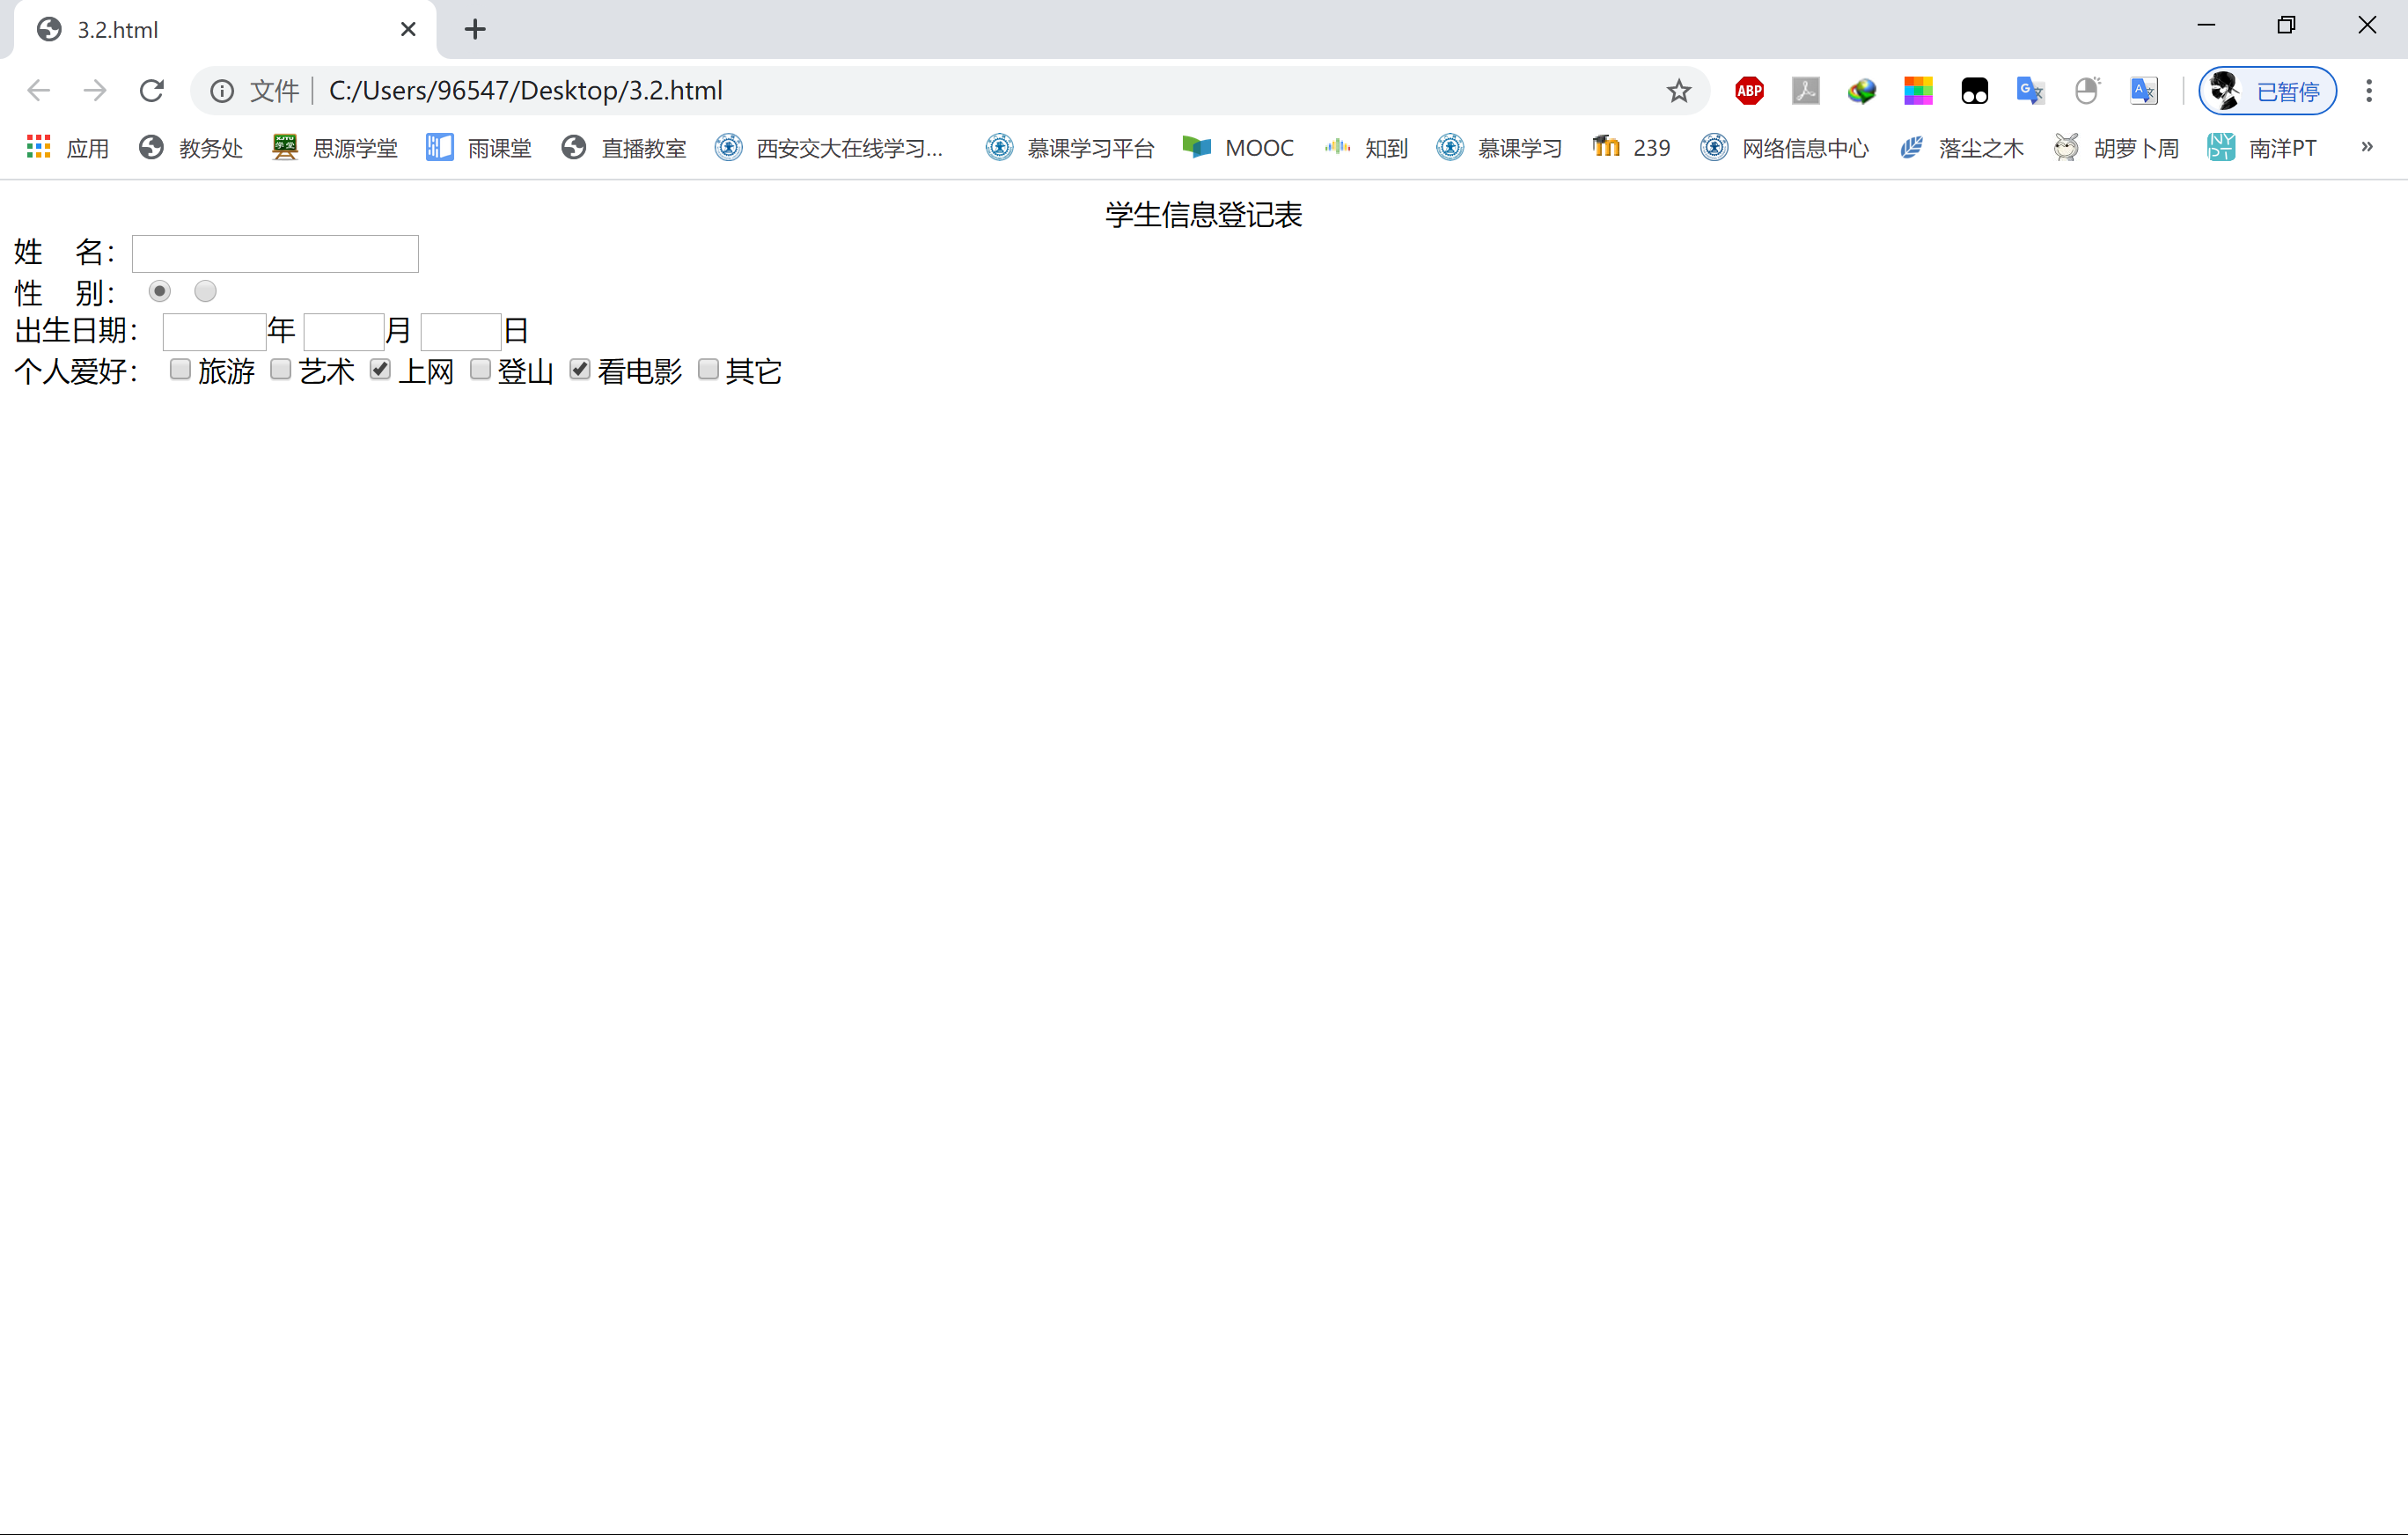 3.2.html
文件 C:/Users/96547/Desktop/3.2.html ABP 已暂停
应用 教务处 思源学堂 雨课堂 直播教室 西安交大在线学习... 慕课学习平台 MOOC 知到 慕课学习 239 网络信息中心 落尘之木 胡萝卜周 南洋PT »
学生信息登记表
姓 名：
性 别：
出生日期： 年 月 日
个人爱好： 旅游 艺术 上网 登山 看电影 其它